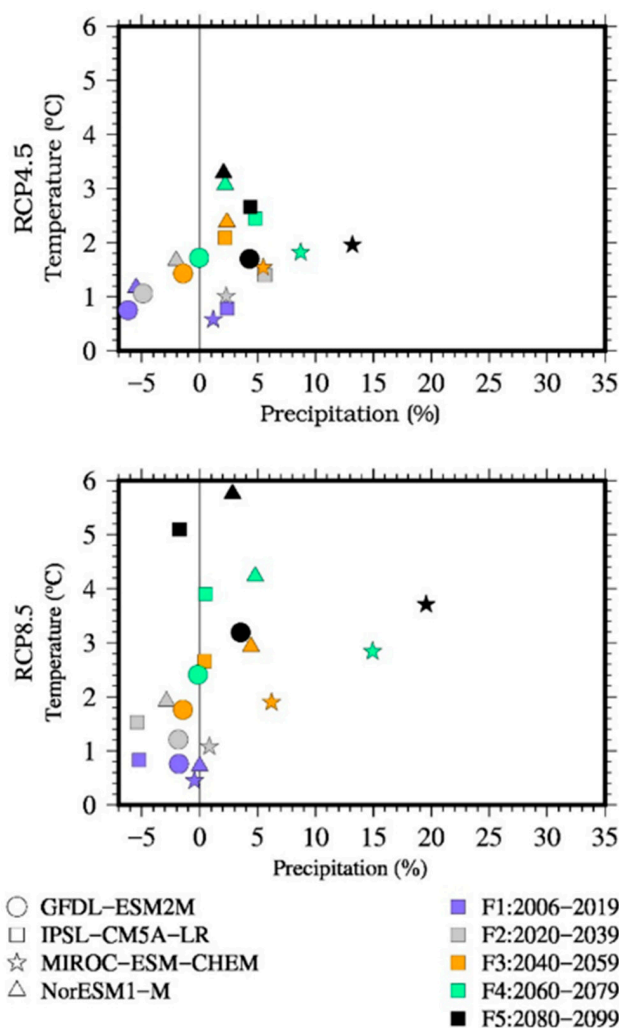 6
5
4
3
2
1
0
RCP4.5
Temperature (ºC)
−5 0 5 10 15 20 25 30 35
Precipitation (%)
6
5
4
3
2
1
0
RCP8.5
Temperature (ºC)
−5 0 5 10 15 20 25 30 35
Precipitation (%)
GFDL−ESM2M
IPSL−CM5A−LR
MIROC−ESM−CHEM
NorESM1−M
F1:2006−2019
F2:2020−2039
F3:2040−2059
F4:2060−2079
F5:2080−2099